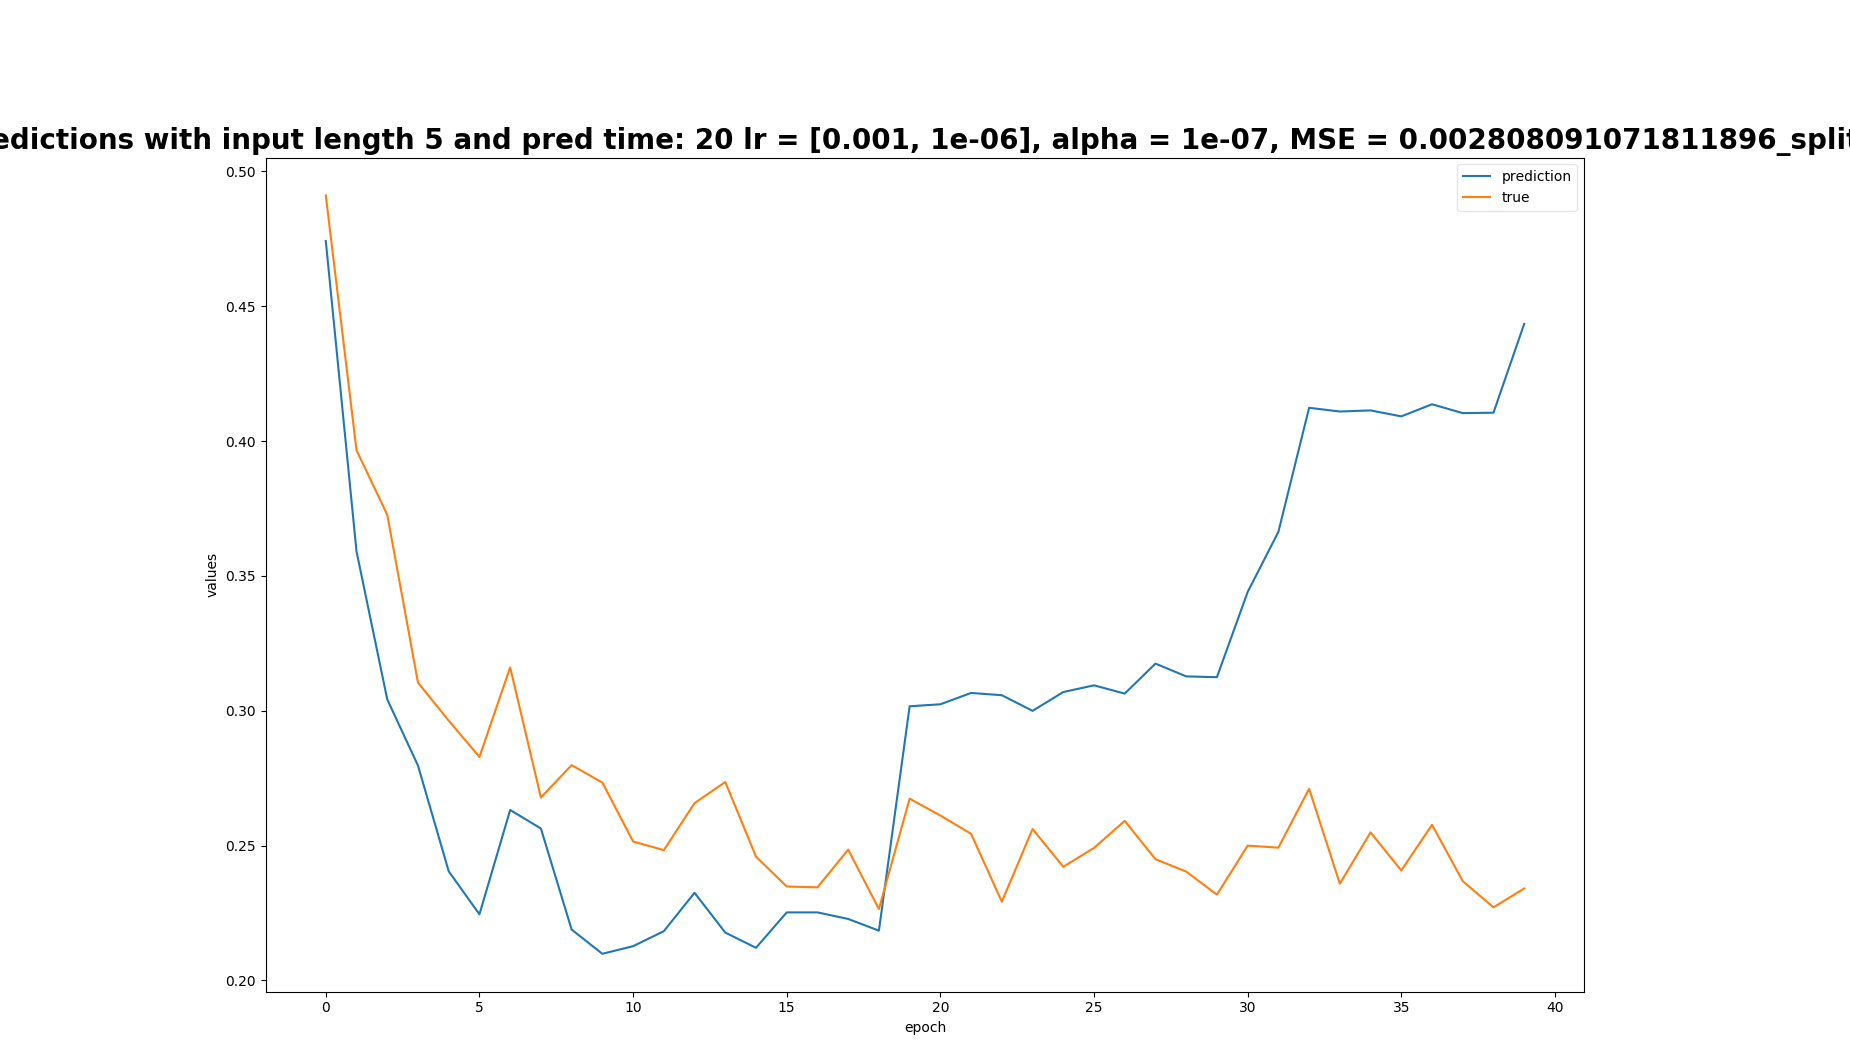 edictions with input length 5 and pred time: 20 lr = [0.001, 1e-06], alpha = 1e-07, MSE = 0.002808091071811896_split
prediction
true
0.50
0.45
0.40
0.35
0.30
0.25
0.20
values
0 5 10 15 20 25 30 35 40
epoch